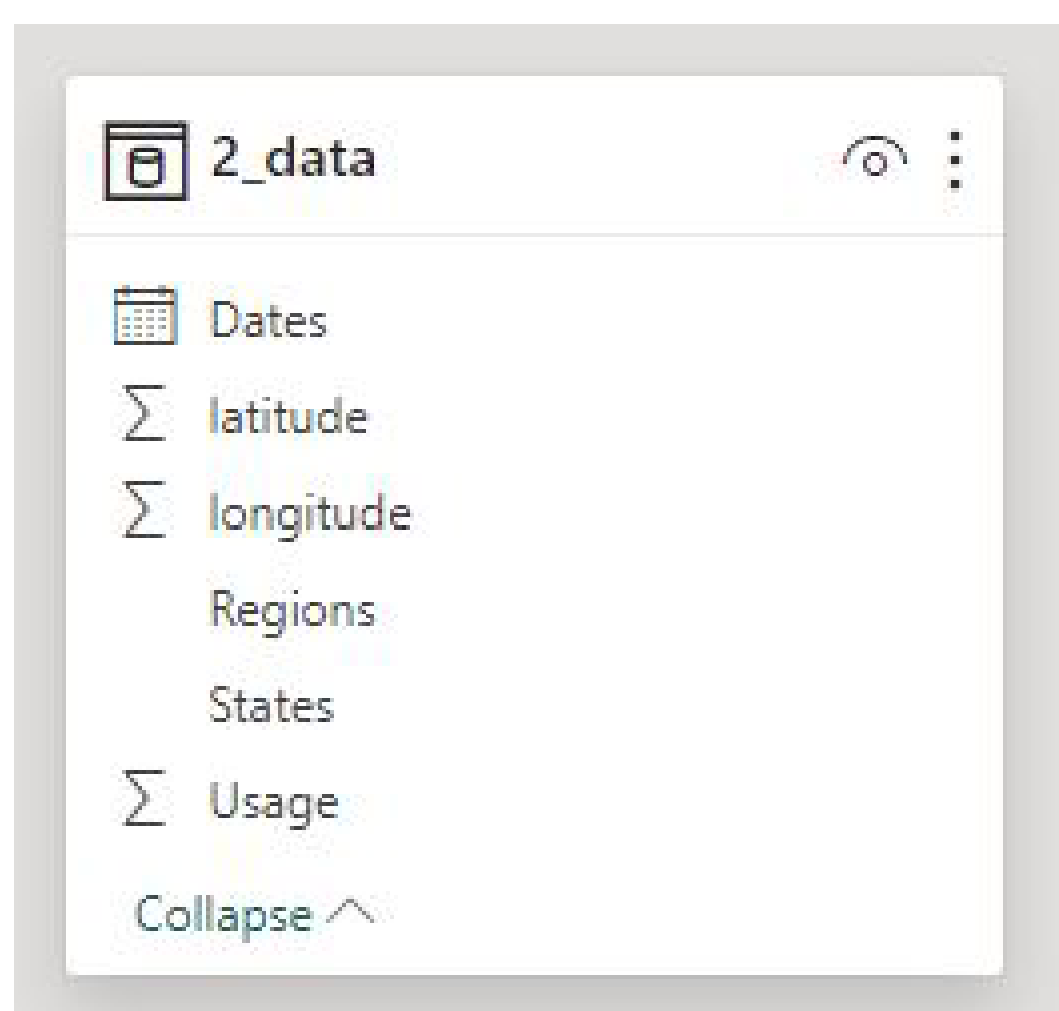 2_data
Dates
latitude
longitude
Regions
States
Usage
Collapse